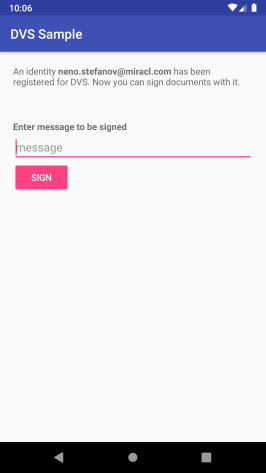 10:06
DVS Sample
An identity neno.stefanov@miracl.com has been
registered for DVS. Now you can sign documents with it.
Enter message to be signed
message
SIGN